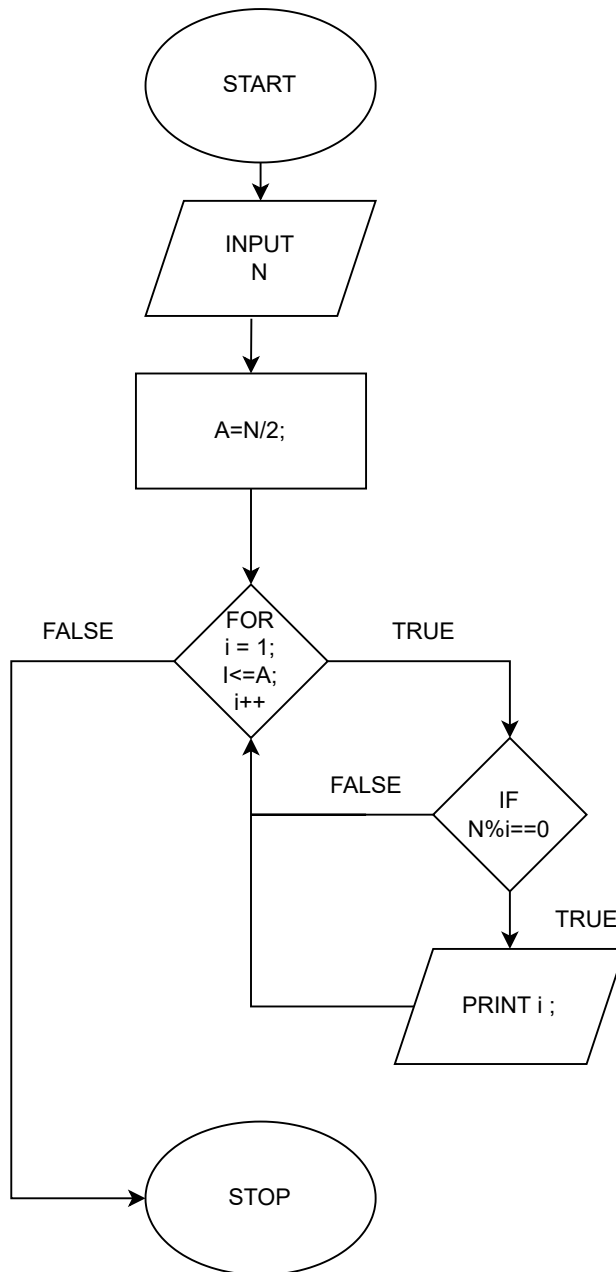 START
INPUT
N
A=N/2;
FALSE
FOR
i = 1;
I<=A;
i++
TRUE
FALSE
IF
N%i==0
TRUE
PRINT i ;
STOP